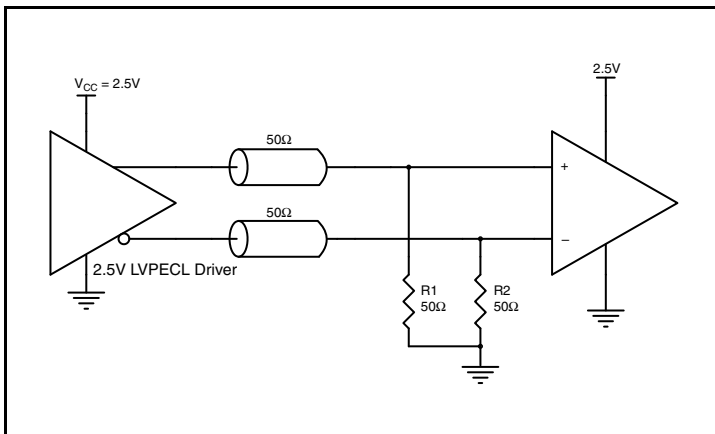 V_CC = 2.5V
2.5V
50Ω
+
50Ω
−
2.5V LVPECL Driver
R1
50Ω
R2
50Ω